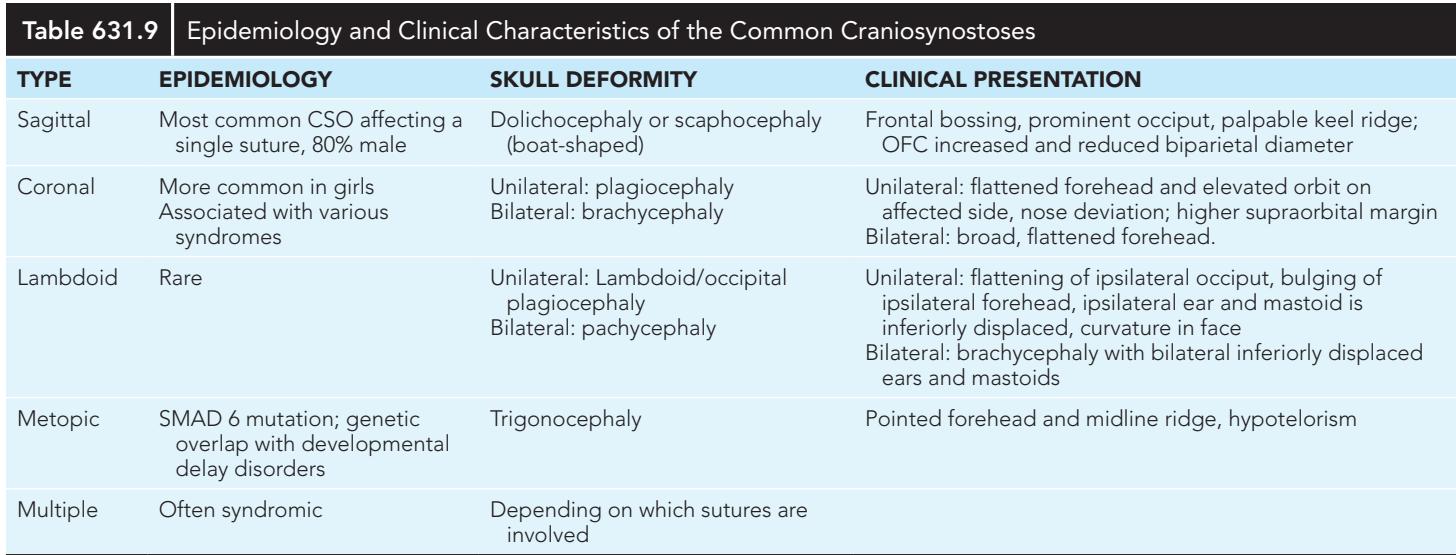 Table 631.9 Epidemiology and Clinical Characteristics of the Common Craniosynostoses
TYPE EPIDEMIOLOGY SKULL DEFORMITY CLINICAL PRESENTATION
Sagittal Most common CSO affecting a Dolichocephaly or scaphocephaly Frontal bossing, prominent occiput, palpable keel ridge;
single suture, 80% male (boat-shaped) OFC increased and reduced biparietal diameter
Coronal More common in girls Unilateral: plagiocephaly Unilateral: flattened forehead and elevated orbit on
Associated with various Bilateral: brachycephaly affected side, nose deviation; higher supraorbital margin
syndromes Bilateral: broad, flattened forehead.
Lambdoid Rare Unilateral: Lambdoid/occipital Unilateral: flattening of ipsilateral occiput, bulging of
plagiocephaly ipsilateral forehead, ipsilateral ear and mastoid is
Bilateral: pachycephaly inferiorly displaced, curvature in face
Bilateral: brachycephaly with bilateral inferiorly displaced
ears and mastoids
Metopic SMAD 6 mutation; genetic Trigonocephaly Pointed forehead and midline ridge, hypotelorism
overlap with developmental
delay disorders
Multiple Often syndromic Depending on which sutures are
involved